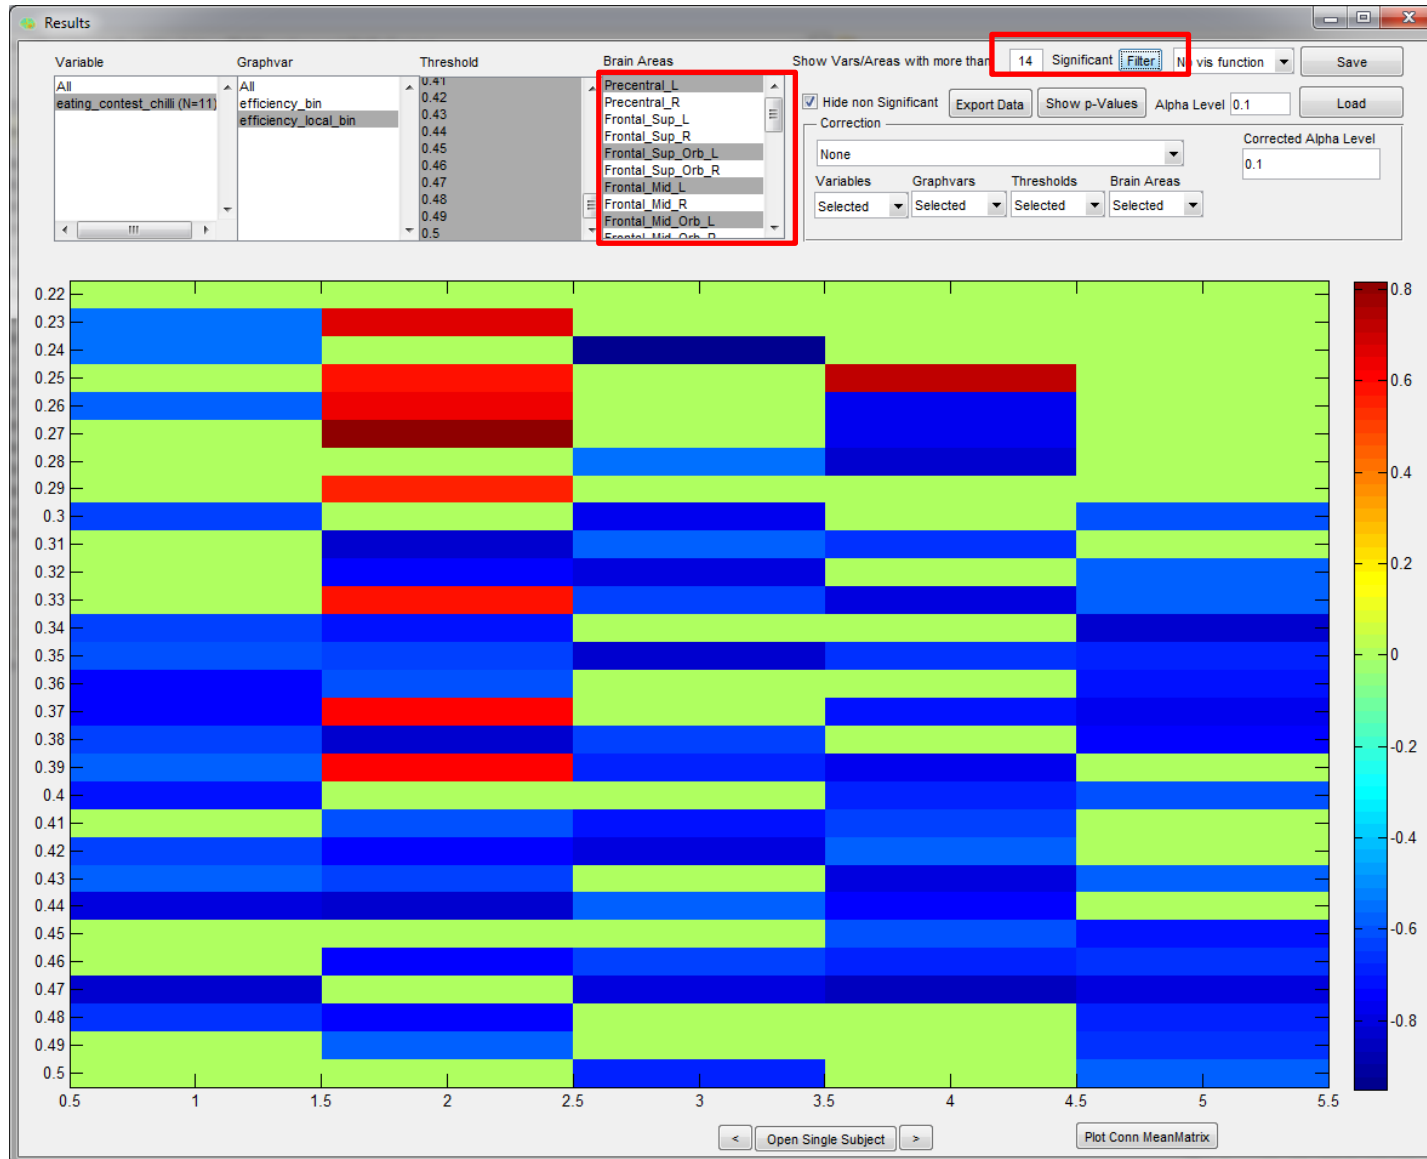 Results
Variable
Graphvar
Threshold
Brain Areas
Show Vars/Areas with more than 14 Significant Filter No vis function Save
All
eating_contest_chilli (N=11)
All
efficiency_bin
efficiency_local_bin
0.41
0.42
0.43
0.44
0.45
0.46
0.47
0.48
0.49
0.5
Precentral_L
Precentral_R
Frontal_Sup_L
Frontal_Sup_R
Frontal_Sup_Orb_L
Frontal_Sup_Orb_R
Frontal_Mid_L
Frontal_Mid_R
Frontal_Mid_Orb_L
Frontal_Mid_Orb_R
Hide non Significant Export Data Show p-Values Alpha Level 0.1 Load
Correction
None
Corrected Alpha Level
0.1
Variables Graphvars Thresholds Brain Areas
Selected Selected Selected Selected
0.22
0.23
0.24
0.25
0.26
0.27
0.28
0.29
0.3
0.31
0.32
0.33
0.34
0.35
0.36
0.37
0.38
0.39
0.4
0.41
0.42
0.43
0.44
0.45
0.46
0.47
0.48
0.49
0.5
0.5 1 1.5 2 2.5 3 3.5 4 4.5 5 5.5
0.8
0.6
0.4
0.2
0
-0.2
-0.4
-0.6
-0.8
< Open Single Subject > Plot Conn MeanMatrix